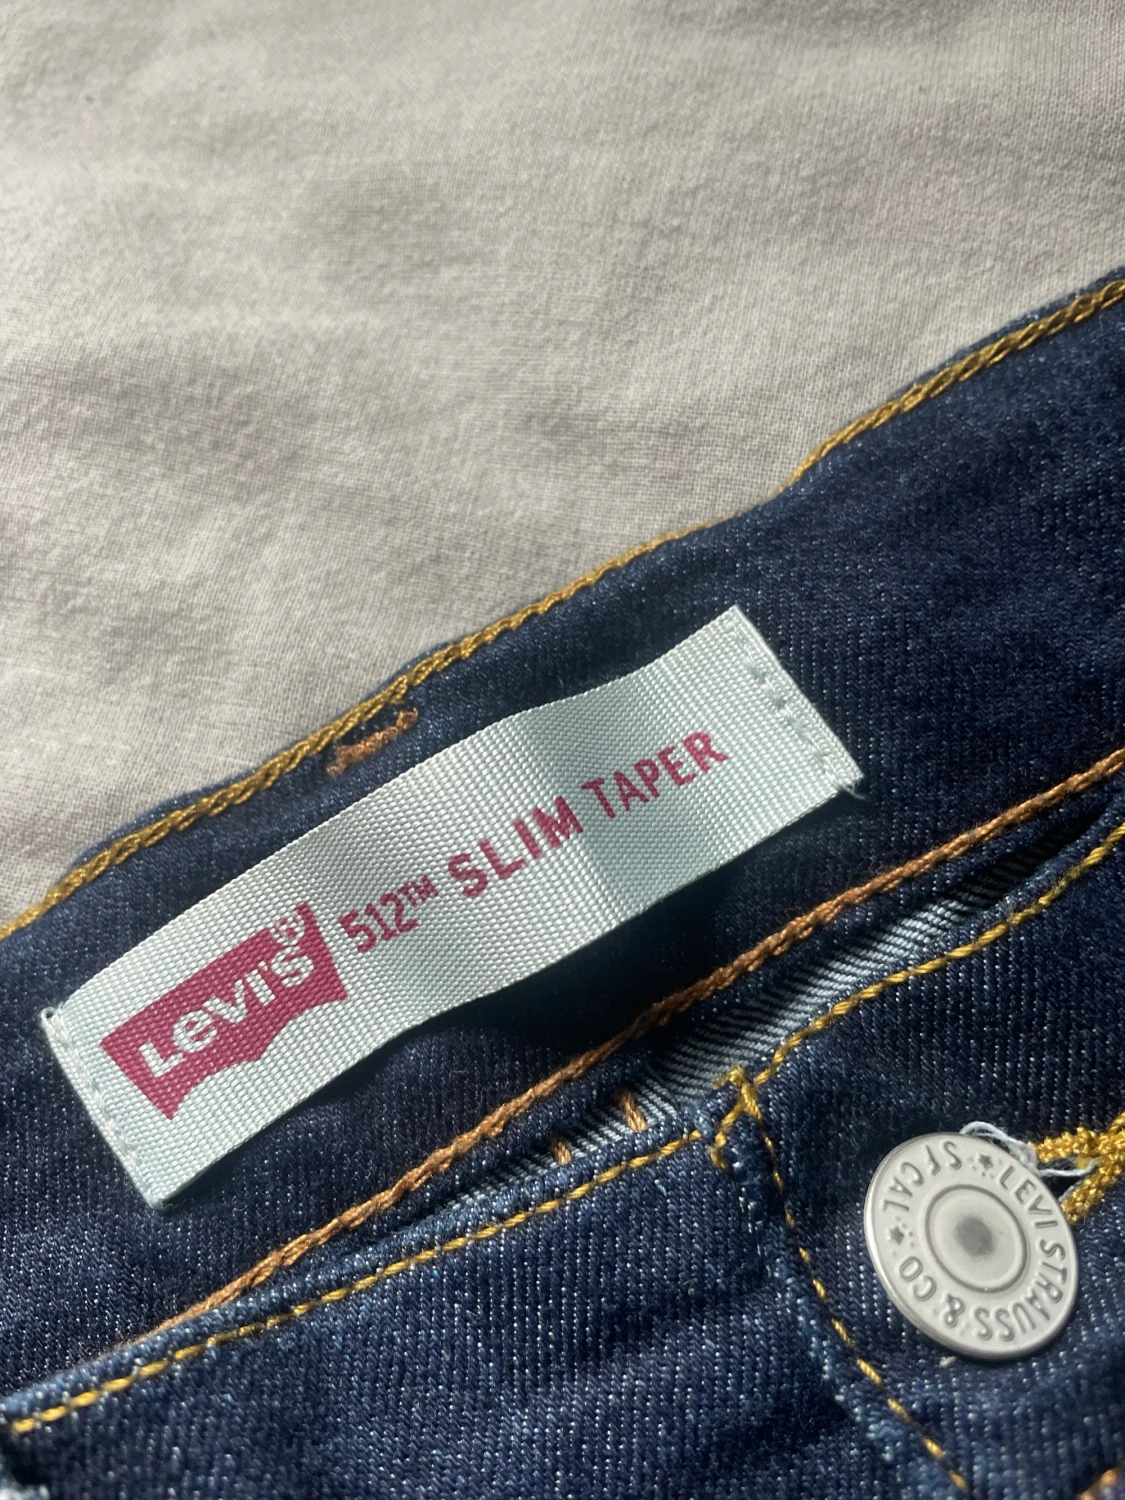 LEVI'S® 512™ SLIM TAPER
LEVI STRAUSS & CO ★ SF CAL ★